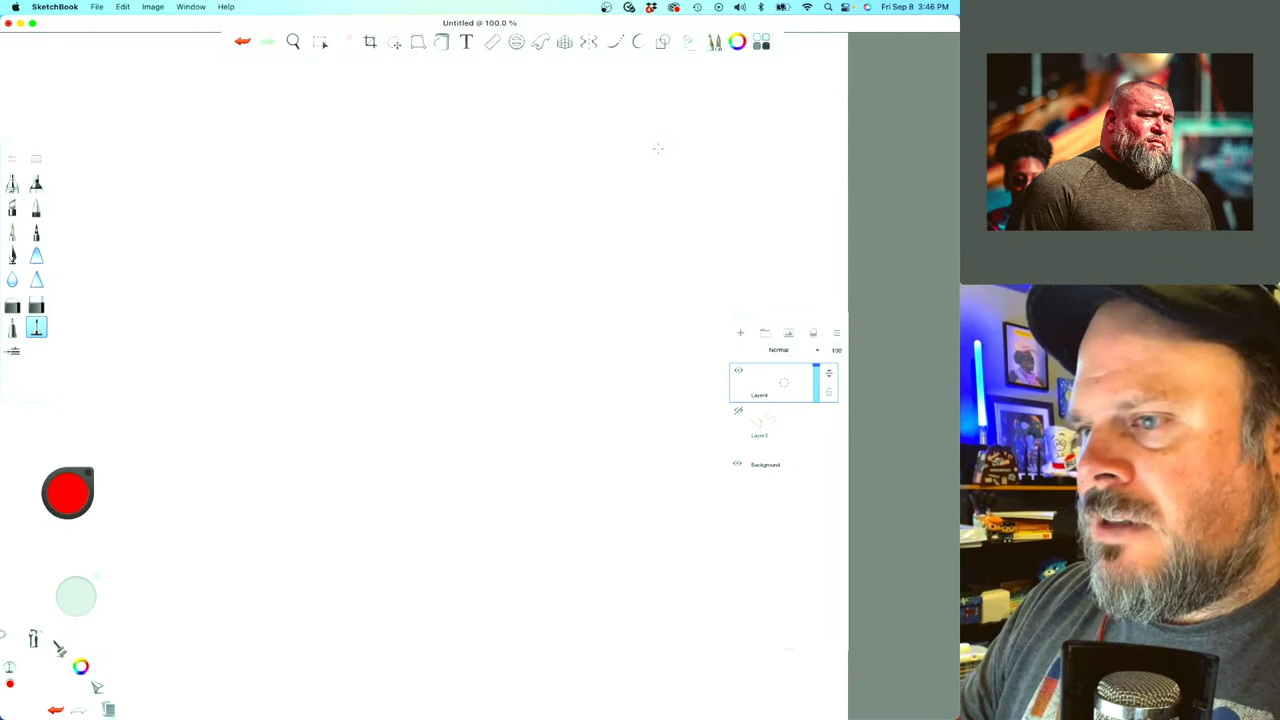 SketchBook File Edit Image Window Help Fri Sep 8 3:46 PM
Untitled @ 100.0 %
Normal 100
Layer4
Layer3
Background